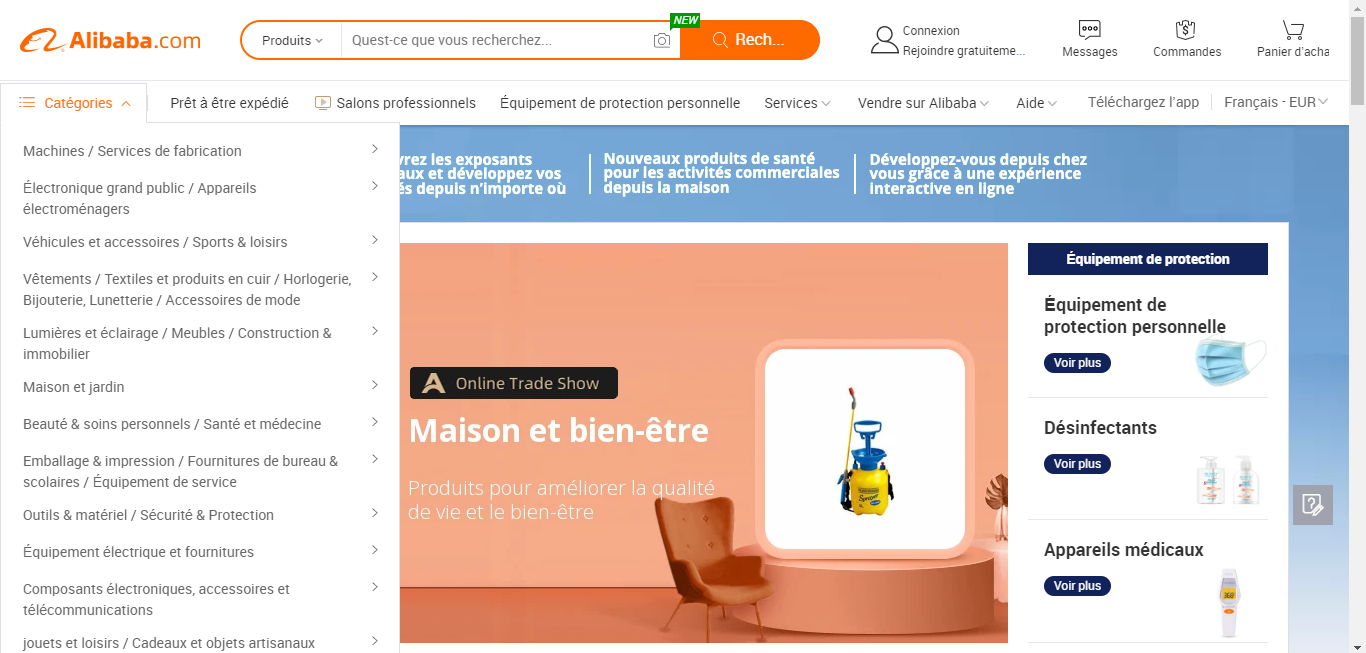 Alibaba.com
Produits
Quest-ce que vous recherchez...
NEW
Rech...
Connexion
Rejoindre gratuiteme...
Messages
Commandes
Panier d'acha
Catégories
Prêt à être expédié
Salons professionnels
Équipement de protection personnelle
Services
Vendre sur Alibaba
Aide
Téléchargez l'app
Français - EUR
Machines / Services de fabrication
Électronique grand public / Appareils
électroménagers
Véhicules et accessoires / Sports & loisirs
Vêtements / Textiles et produits en cuir / Horlogerie,
Bijouterie, Lunetterie / Accessoires de mode
Lumières et éclairage / Meubles / Construction &
immobilier
Maison et jardin
Beauté & soins personnels / Santé et médecine
Emballage & impression / Fournitures de bureau &
scolaires / Équipement de service
Outils & matériel / Sécurité & Protection
Équipement électrique et fournitures
Composants électroniques, accessoires et
télécommunications
jouets et loisirs / Cadeaux et objets artisanaux
vrez les exposants
aux et développez vos
és depuis n'importe où
Nouveaux produits de santé
pour les activités commerciales
depuis la maison
Développez-vous depuis chez
vous grâce à une expérience
interactive en ligne
Online Trade Show
Maison et bien-être
Produits pour améliorer la qualité
de vie et le bien-être
Sprayer
Équipement de protection
Équipement de
protection personnelle
Voir plus
Désinfectants
Voir plus
Appareils médicaux
Voir plus